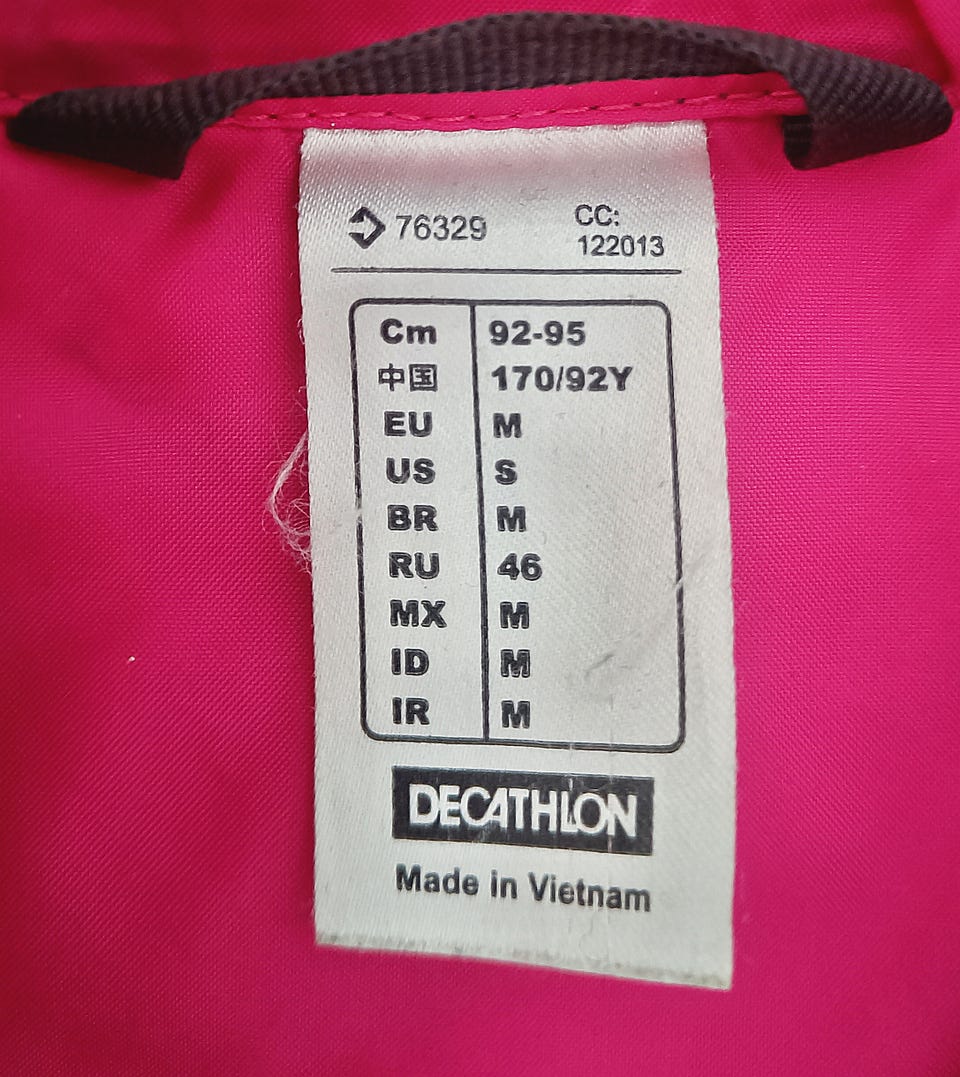 76329
CC:
122013
Cm 92-95
中国 170/92Y
EU M
US S
BR M
RU 46
MX M
ID M
IR M
DECATHLON
Made in Vietnam